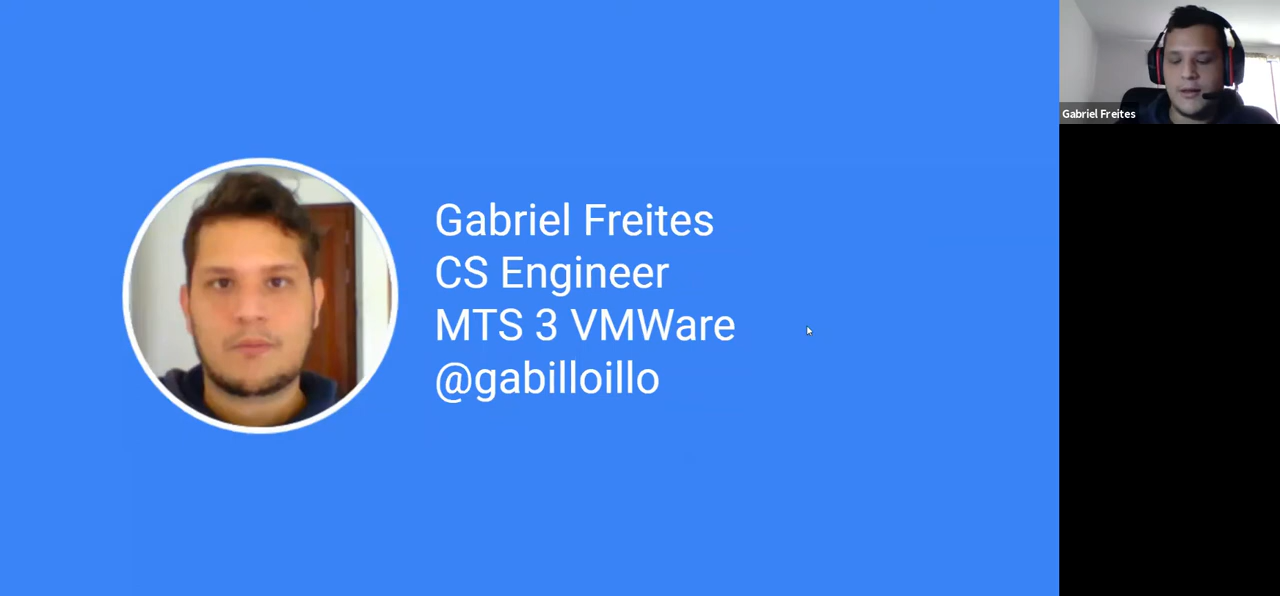 Gabriel Freites
CS Engineer
MTS 3 VMWare
@gabilloillo
Gabriel Freites